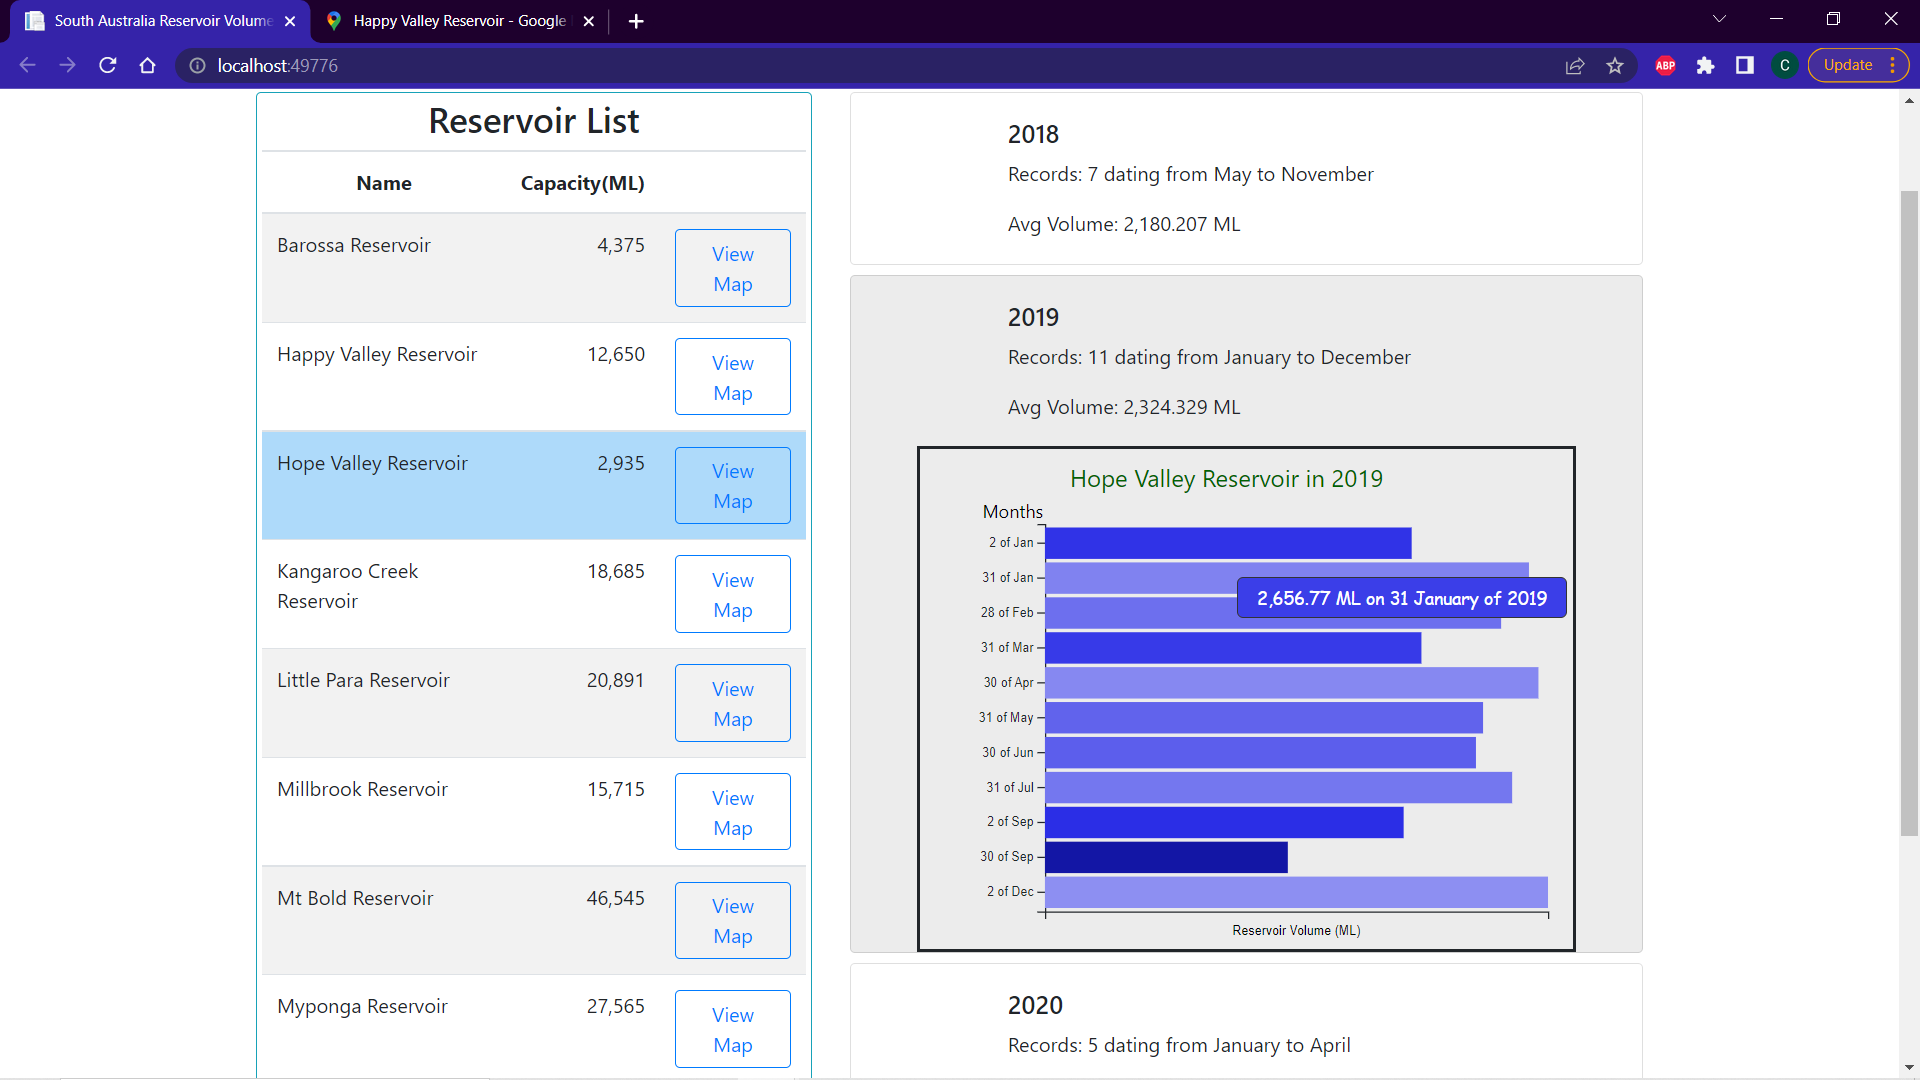 South Australia Reservoir Volume
Happy Valley Reservoir - Google
localhost:49776
ABP
C
Update
Reservoir List
Name Capacity(ML)
Barossa Reservoir 4,375 View
Map
Happy Valley Reservoir 12,650 View
Map
Hope Valley Reservoir 2,935 View
Map
Kangaroo Creek 18,685 View
Reservoir Map
Little Para Reservoir 20,891 View
Map
Millbrook Reservoir 15,715 View
Map
Mt Bold Reservoir 46,545 View
Map
Myponga Reservoir 27,565 View
Map
2018
Records: 7 dating from May to November
Avg Volume: 2,180.207 ML
2019
Records: 11 dating from January to December
Avg Volume: 2,324.329 ML
Hope Valley Reservoir in 2019
Months
2 of Jan
31 of Jan
2,656.77 ML on 31 January of 2019
28 of Feb
31 of Mar
30 of Apr
31 of May
30 of Jun
31 of Jul
2 of Sep
30 of Sep
2 of Dec
Reservoir Volume (ML)
2020
Records: 5 dating from January to April